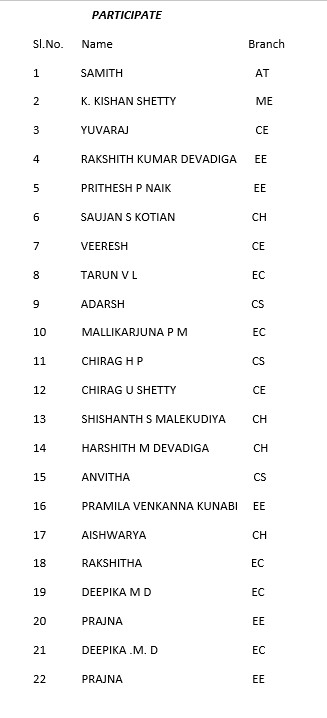 PARTICIPATE
Sl.No. Name Branch
1 SAMITH AT
2 K. KISHAN SHETTY ME
3 YUVARAJ CE
4 RAKSHITH KUMAR DEVADIGA EE
5 PRITHESH P NAIK EE
6 SAUJAN S KOTIAN CH
7 VEERESH CE
8 TARUN V L EC
9 ADARSH CS
10 MALLIKARJUNA P M EC
11 CHIRAG H P CS
12 CHIRAG U SHETTY CE
13 SHISHANTH S MALEKUDIYA CH
14 HARSHITH M DEVADIGA CH
15 ANVITHA CS
16 PRAMILA VENKANNA KUNABI EE
17 AISHWARYA CH
18 RAKSHITHA EC
19 DEEPIKA M D EC
20 PRAJNA EE
21 DEEPIKA .M. D EC
22 PRAJNA EE